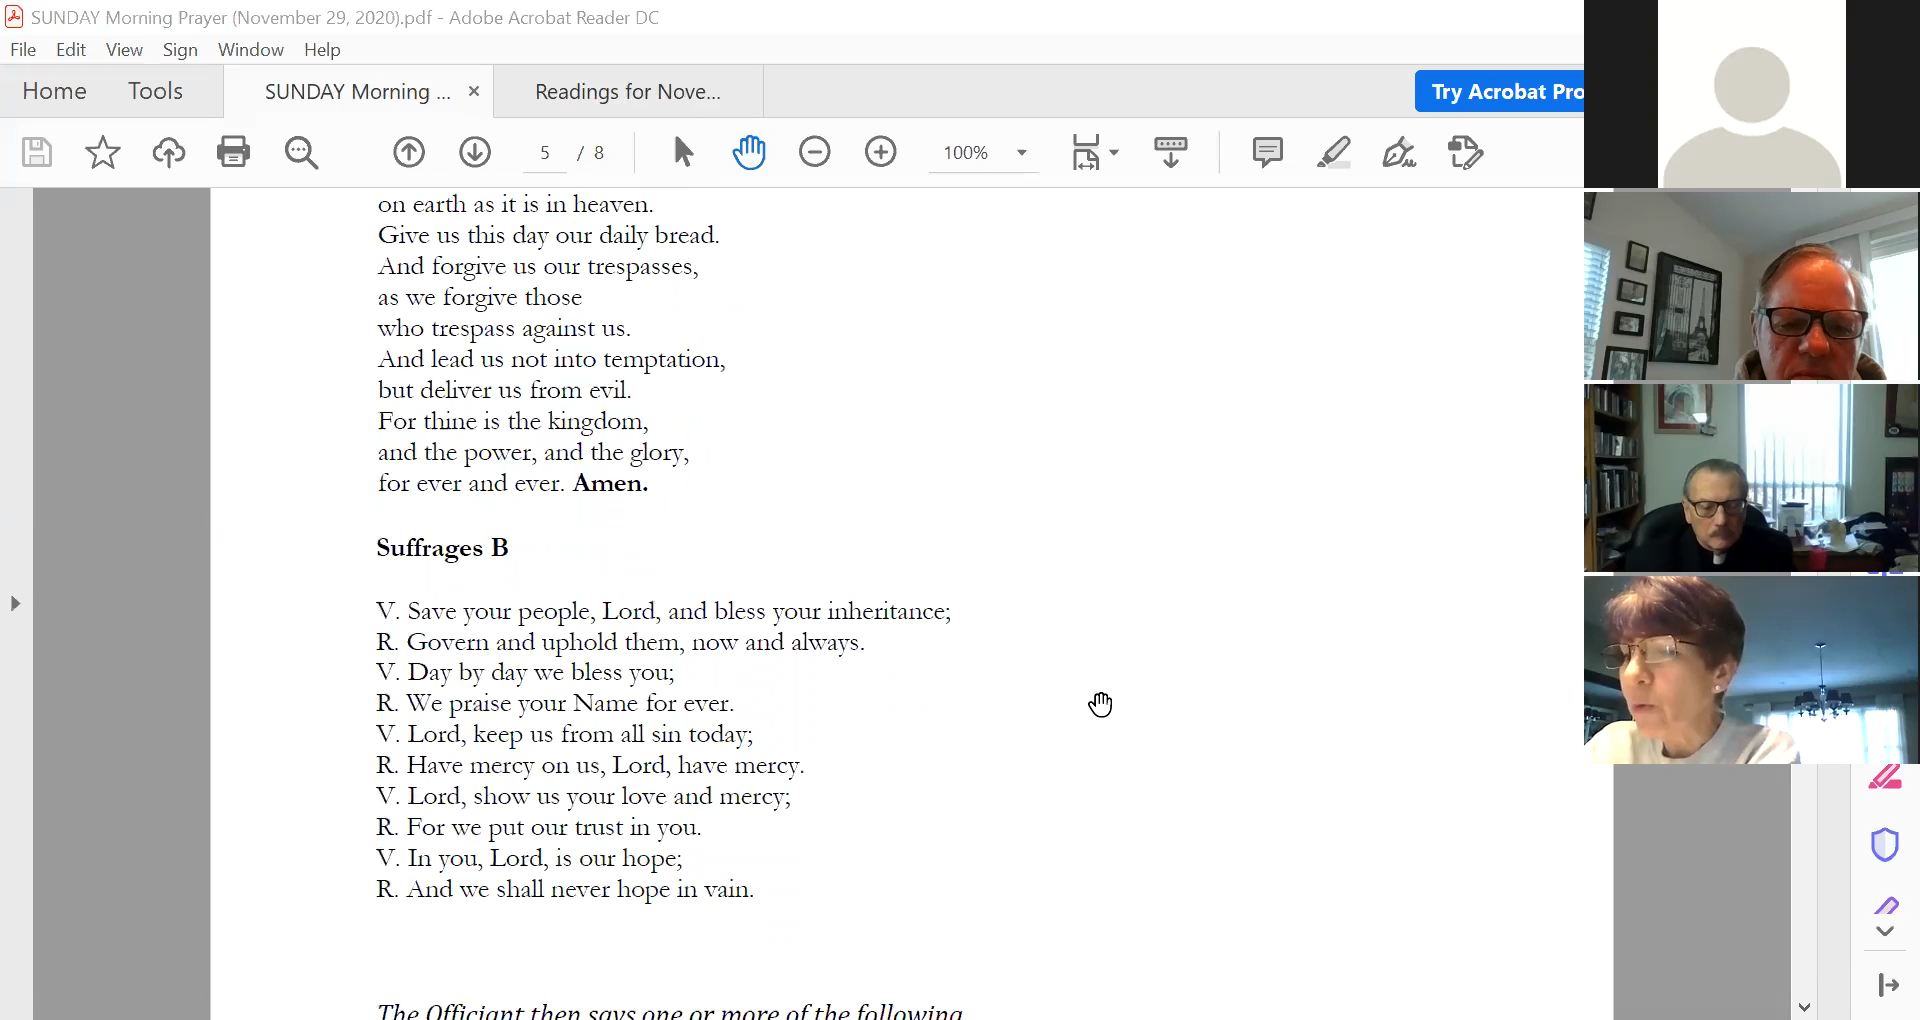 SUNDAY Morning Prayer (November 29, 2020).pdf - Adobe Acrobat Reader DC
File Edit View Sign Window Help
Home Tools SUNDAY Morning ... × Readings for Nove... Try Acrobat Pro
5 / 8 100%
on earth as it is in heaven.
Give us this day our daily bread.
And forgive us our trespasses,
as we forgive those
who trespass against us.
And lead us not into temptation,
but deliver us from evil.
For thine is the kingdom,
and the power, and the glory,
for ever and ever. Amen.
Suffrages B
V. Save your people, Lord, and bless your inheritance;
R. Govern and uphold them, now and always.
V. Day by day we bless you;
R. We praise your Name for ever.
V. Lord, keep us from all sin today;
R. Have mercy on us, Lord, have mercy.
V. Lord, show us your love and mercy;
R. For we put our trust in you.
V. In you, Lord, is our hope;
R. And we shall never hope in vain.
The Officiant then says one or more of the following